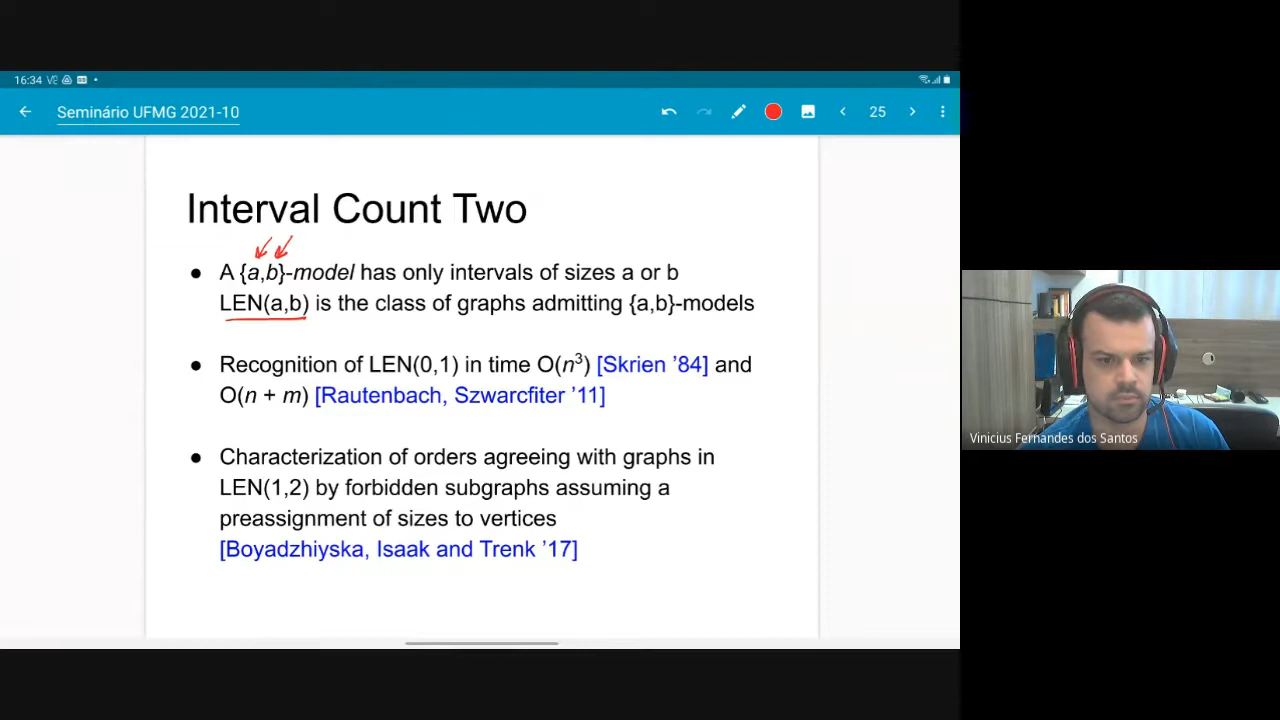 16:34
Seminário UFMG 2021-10
25
Interval Count Two
● A {a,b}-model has only intervals of sizes a or b
LEN(a,b) is the class of graphs admitting {a,b}-models
● Recognition of LEN(0,1) in time O(n³) [Skrien '84] and
O(n + m) [Rautenbach, Szwarcfiter '11]
● Characterization of orders agreeing with graphs in
LEN(1,2) by forbidden subgraphs assuming a
preassignment of sizes to vertices
[Boyadzhiyska, Isaak and Trenk '17]
Vinicius Fernandes dos Santos